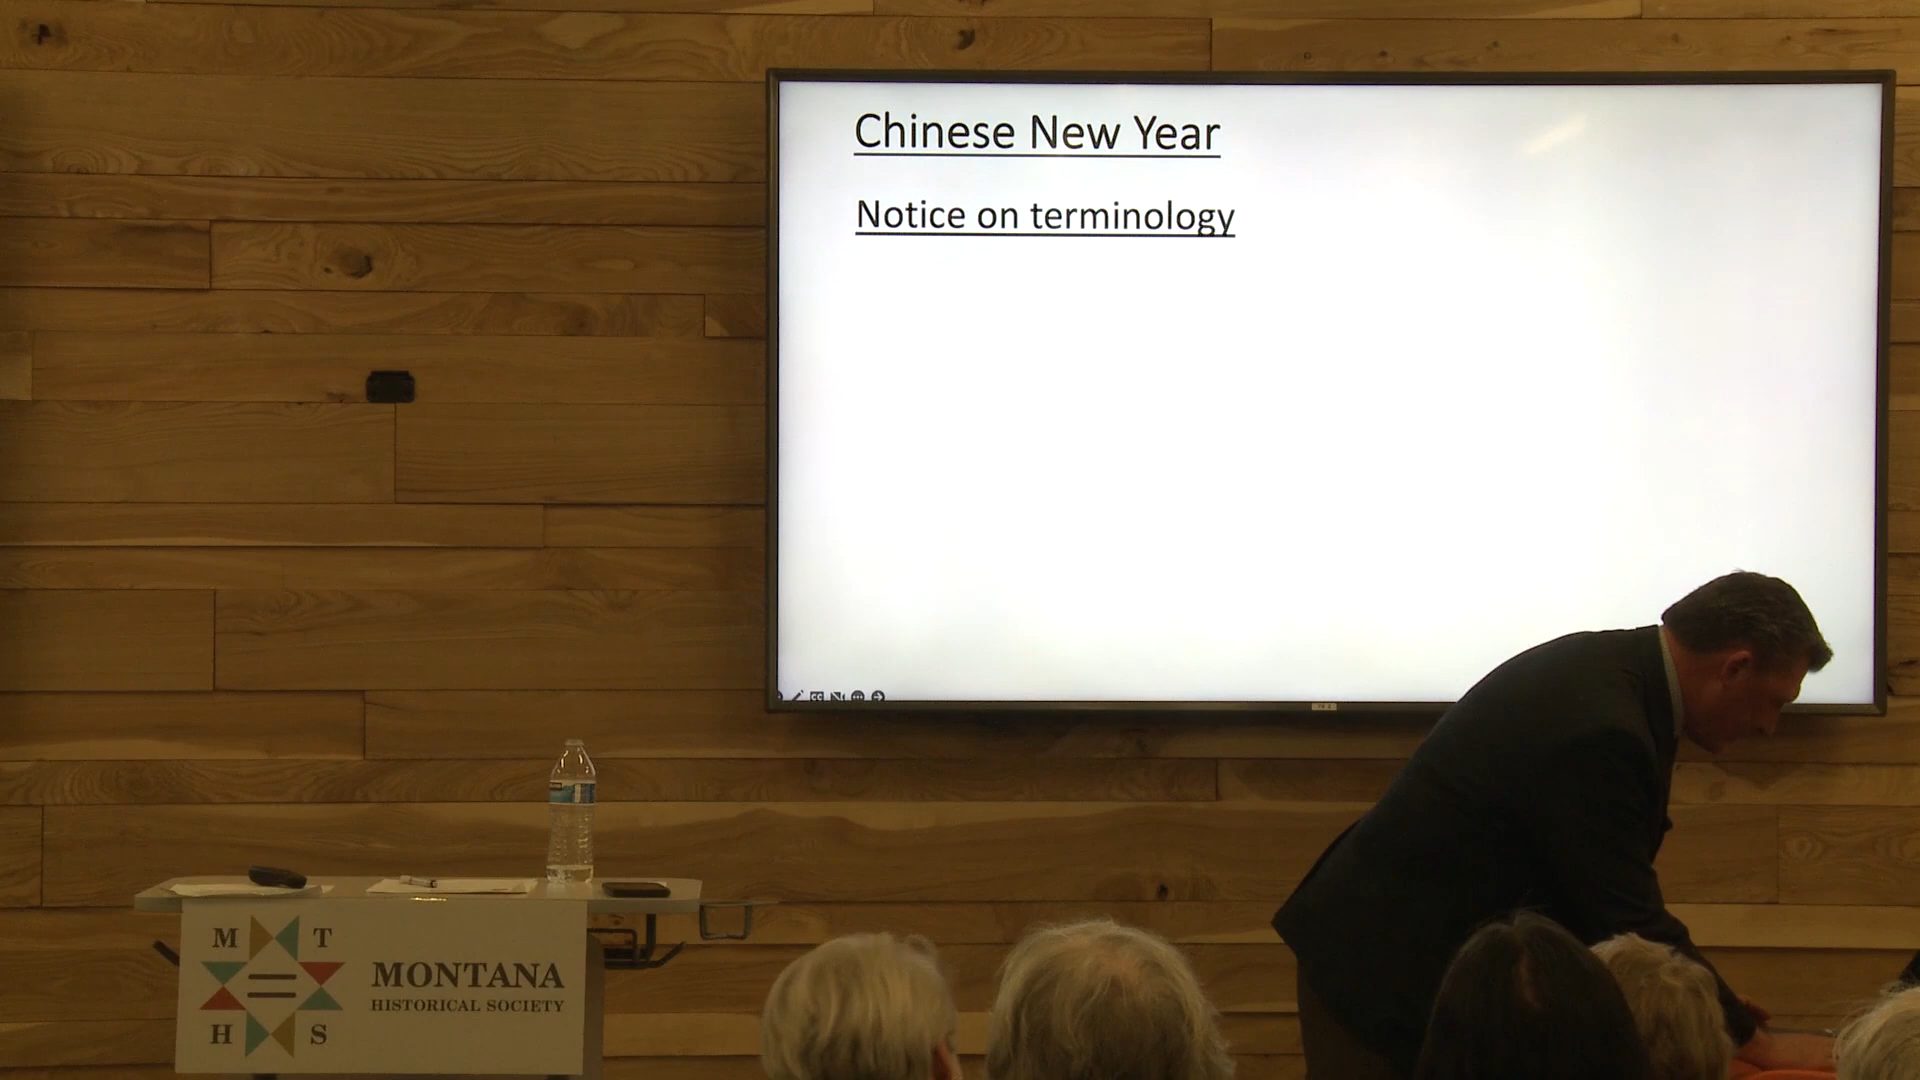 Chinese New Year
Notice on terminology
M T
H S
MONTANA
HISTORICAL SOCIETY